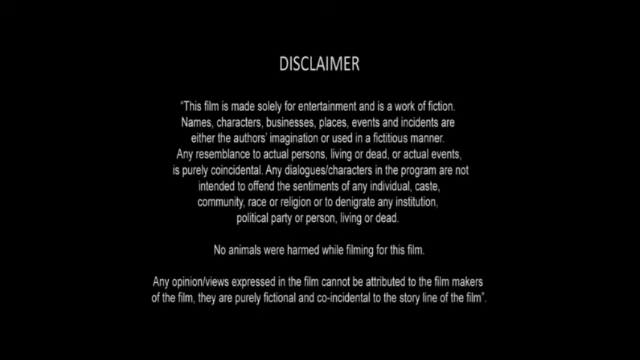 DISCLAIMER
“This film is made solely for entertainment and is a work of fiction.
Names, characters, businesses, places, events and incidents are
either the authors’ imagination or used in a fictitious manner.
Any resemblance to actual persons, living or dead, or actual events,
is purely coincidental. Any dialogues/characters in the program are not
intended to offend the sentiments of any individual, caste,
community, race or religion or to denigrate any institution,
political party or person, living or dead.
No animals were harmed while filming for this film.
Any opinion/views expressed in the film cannot be attributed to the film makers
of the film, they are purely fictional and co-incidental to the story line of the film”.